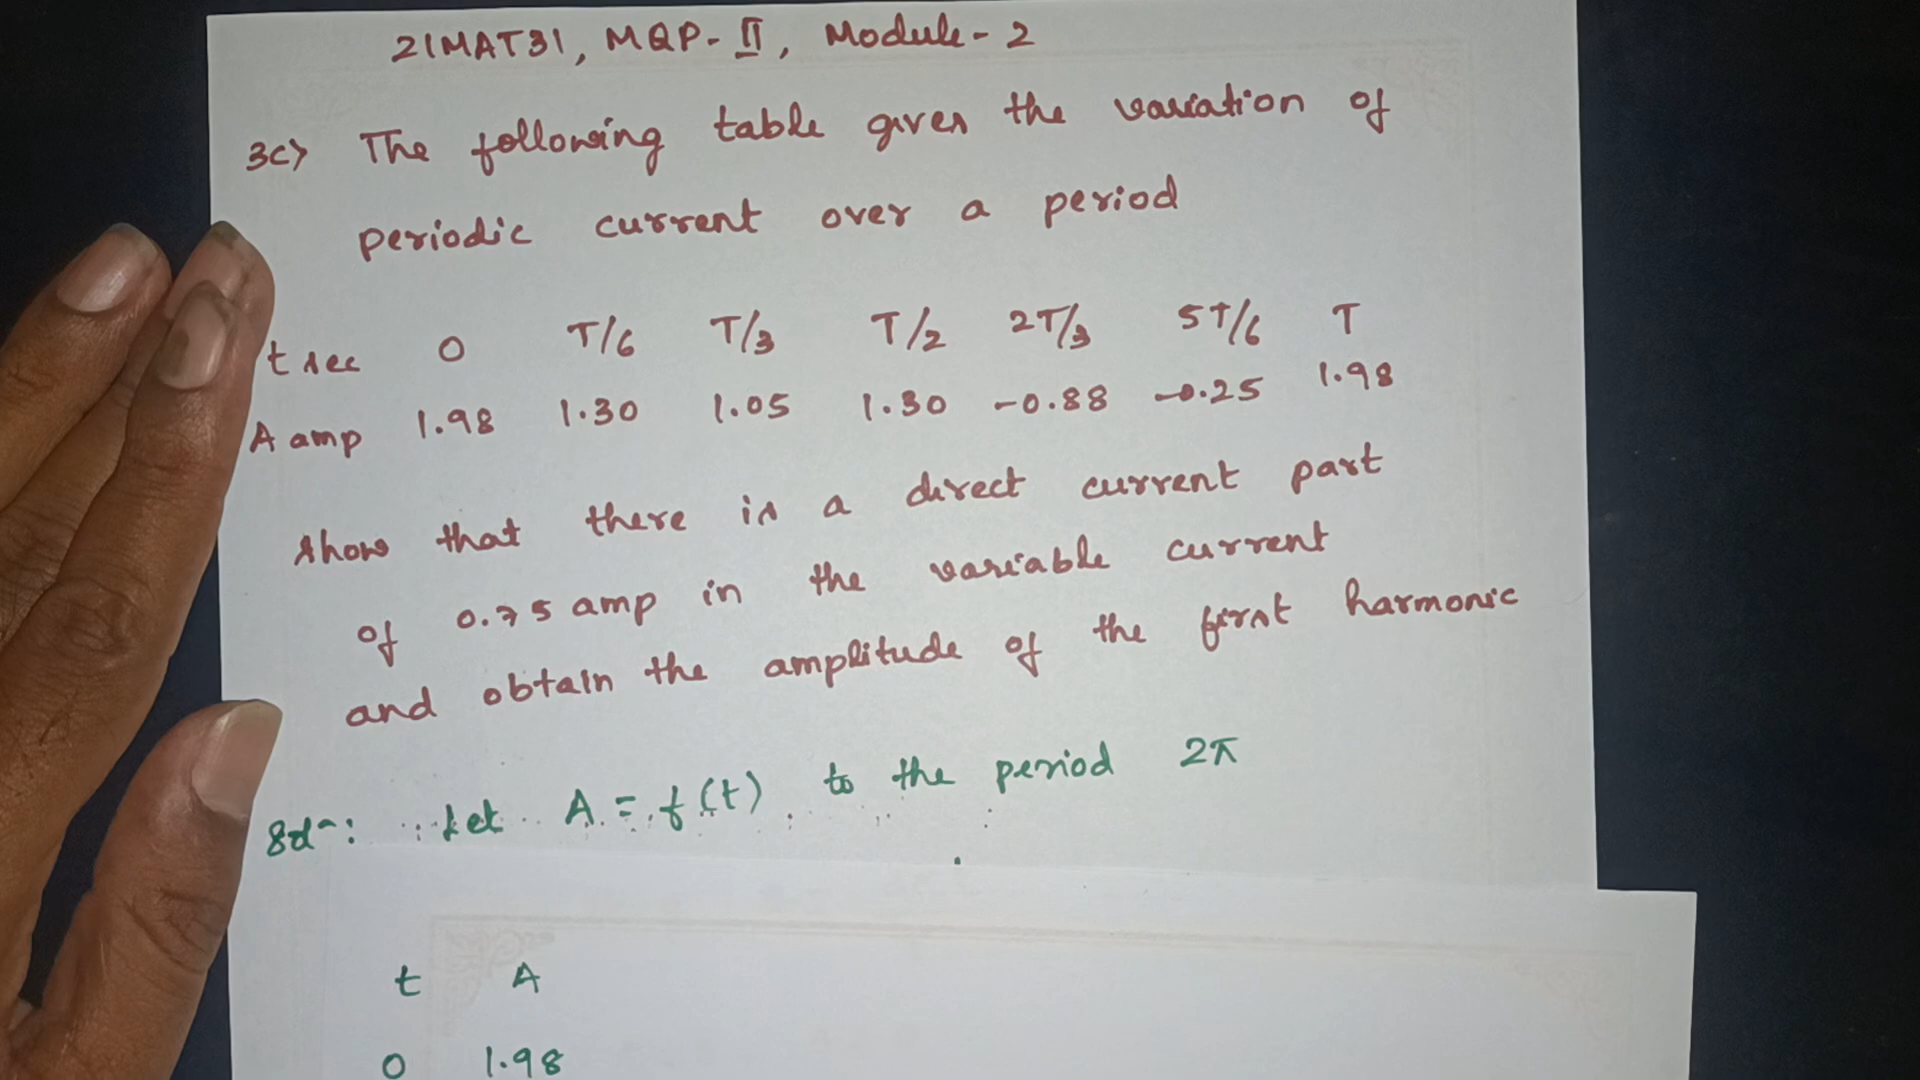 21MAT31, MQP-II, Module-2
3c> The following table gives the variation of
periodic current over a period
t sec 0 T/6 T/3 T/2 2T/3 5T/6 T
A amp 1.98 1.30 1.05 1.30 -0.88 -0.25 1.98
show that there is a direct current part
of 0.75 amp in the variable current
and obtain the amplitude of the first harmonic
Sol^n: Let A = f(t) to the period 2π
t A
0 1.98